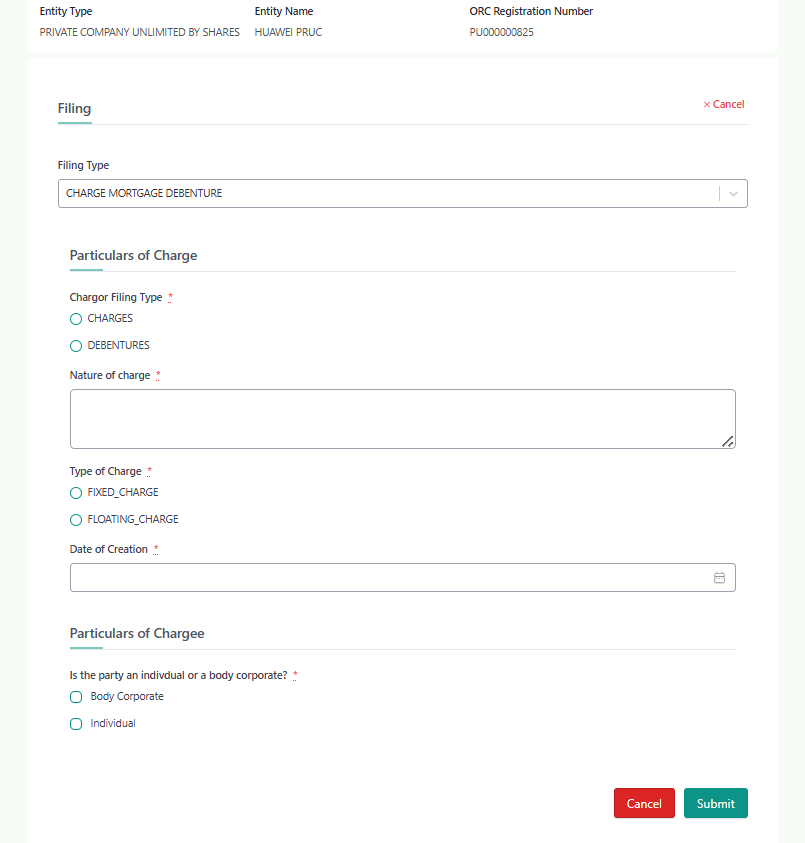 Entity Type Entity Name ORC Registration Number
PRIVATE COMPANY UNLIMITED BY SHARES HUAWEI PRUC PU000000825
Filing × Cancel
Filing Type
CHARGE MORTGAGE DEBENTURE
Particulars of Charge
Chargor Filing Type *
CHARGES
DEBENTURES
Nature of charge *
Type of Charge *
FIXED_CHARGE
FLOATING_CHARGE
Date of Creation *
Particulars of Chargee
Is the party an indivdual or a body corporate? *
Body Corporate
Individual
Cancel Submit